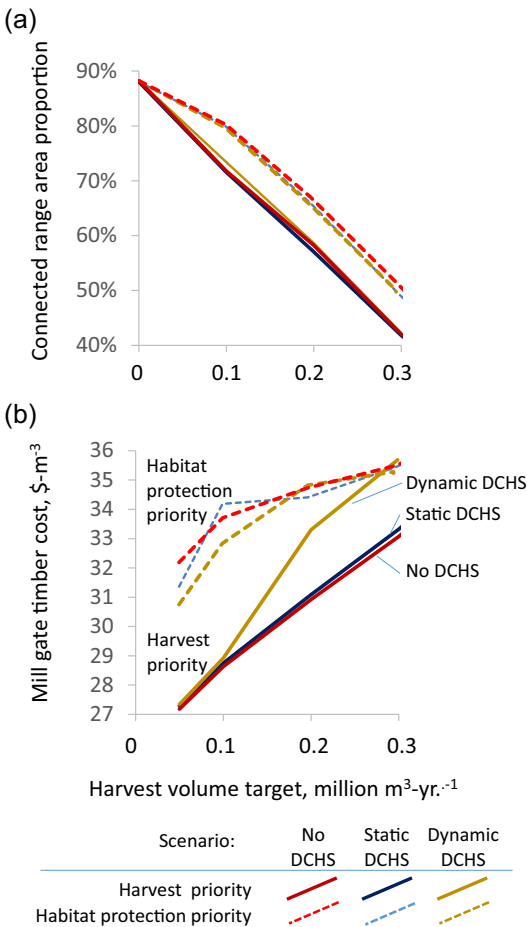 (a)
Connected range area proportion
90%
80%
70%
60%
50%
40%
0 0.1 0.2 0.3
(b)
Mill gate timber cost, $-m-3
36
35
34
33
32
31
30
29
28
27
Habitat
protection
priority
Harvest
priority
Dynamic DCHS
Static DCHS
No DCHS
0 0.1 0.2 0.3
Harvest volume target, million m3-yr.-1
Scenario: No DCHS Static DCHS Dynamic DCHS
Harvest priority
Habitat protection priority